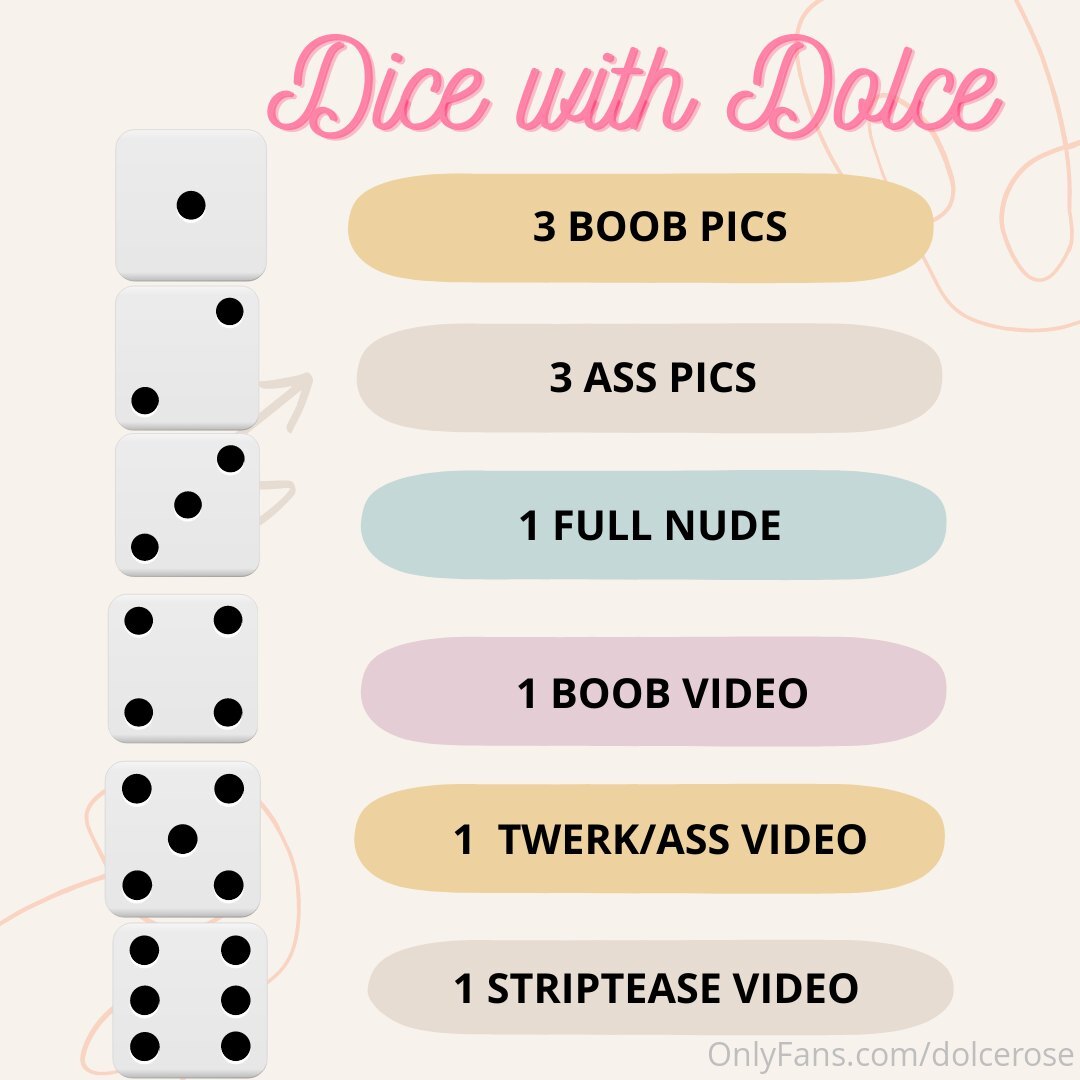 Dice with Dolce
3 BOOB PICS
3 ASS PICS
1 FULL NUDE
1 BOOB VIDEO
1 TWERK/ASS VIDEO
1 STRIPTEASE VIDEO
OnlyFans.com/dolcerose